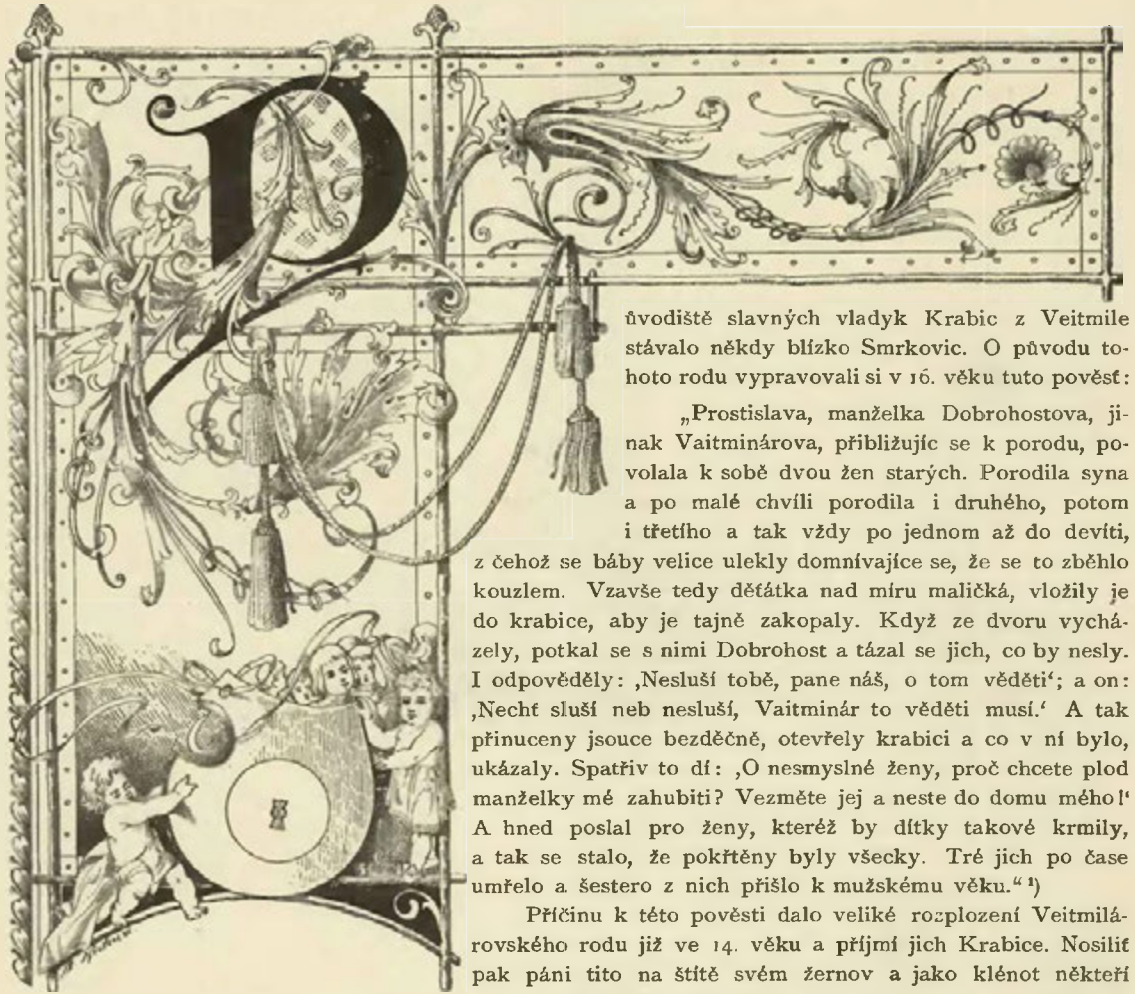 P
ůvodiště slavných vladyk Krabic z Veitmile
stávalo někdy blízko Smrkovic. O původu to-
hoto rodu vypravovali si v 16. věku tuto pověst:
„Prostislava, manželka Dobrohostova, ji-
nak Vaitminárova, přibližujíc se k porodu, po-
volala k sobě dvou žen starých. Porodila syna
a po malé chvíli porodila i druhého, potom
i třetího a tak vždy po jednom až do devíti,
z čehož se báby velice ulekly domnívajíce se, že se to zběhlo
kouzlem. Vzavše tedy děťátka nad míru maličká, vložily je
do krabice, aby je tajně zakopaly. Když ze dvoru vychá-
zely, potkal se s nimi Dobrohost a tázal se jich, co by nesly.
I odpověděly: ‚Nesluší tobě, pane náš, o tom věděti‘; a on:
‚Nechť sluší neb nesluší, Vaitminár to věděti musí.‘ A tak
přinuceny jsouce bezděčně, otevřely krabici a co v ní bylo,
ukázaly. Spatřiv to dí: ‚O nesmyslné ženy, proč chcete plod
manželky mé zahubiti? Vezměte jej a neste do domu mého!‘
A hned poslal pro ženy, kteréž by dítky takové krmily,
a tak se stalo, že pokřtěny byly všecky. Tré jich po čase
umřelo a šestero z nich přišlo k mužskému věku.“ ¹)
Příčinu k této pověsti dalo veliké rozplození Veitmilá-
rovského rodu již ve 14. věku a příjmí jich Krabice. Nosiliť
pak páni tito na štítě svém žernov a jako klénot někteří